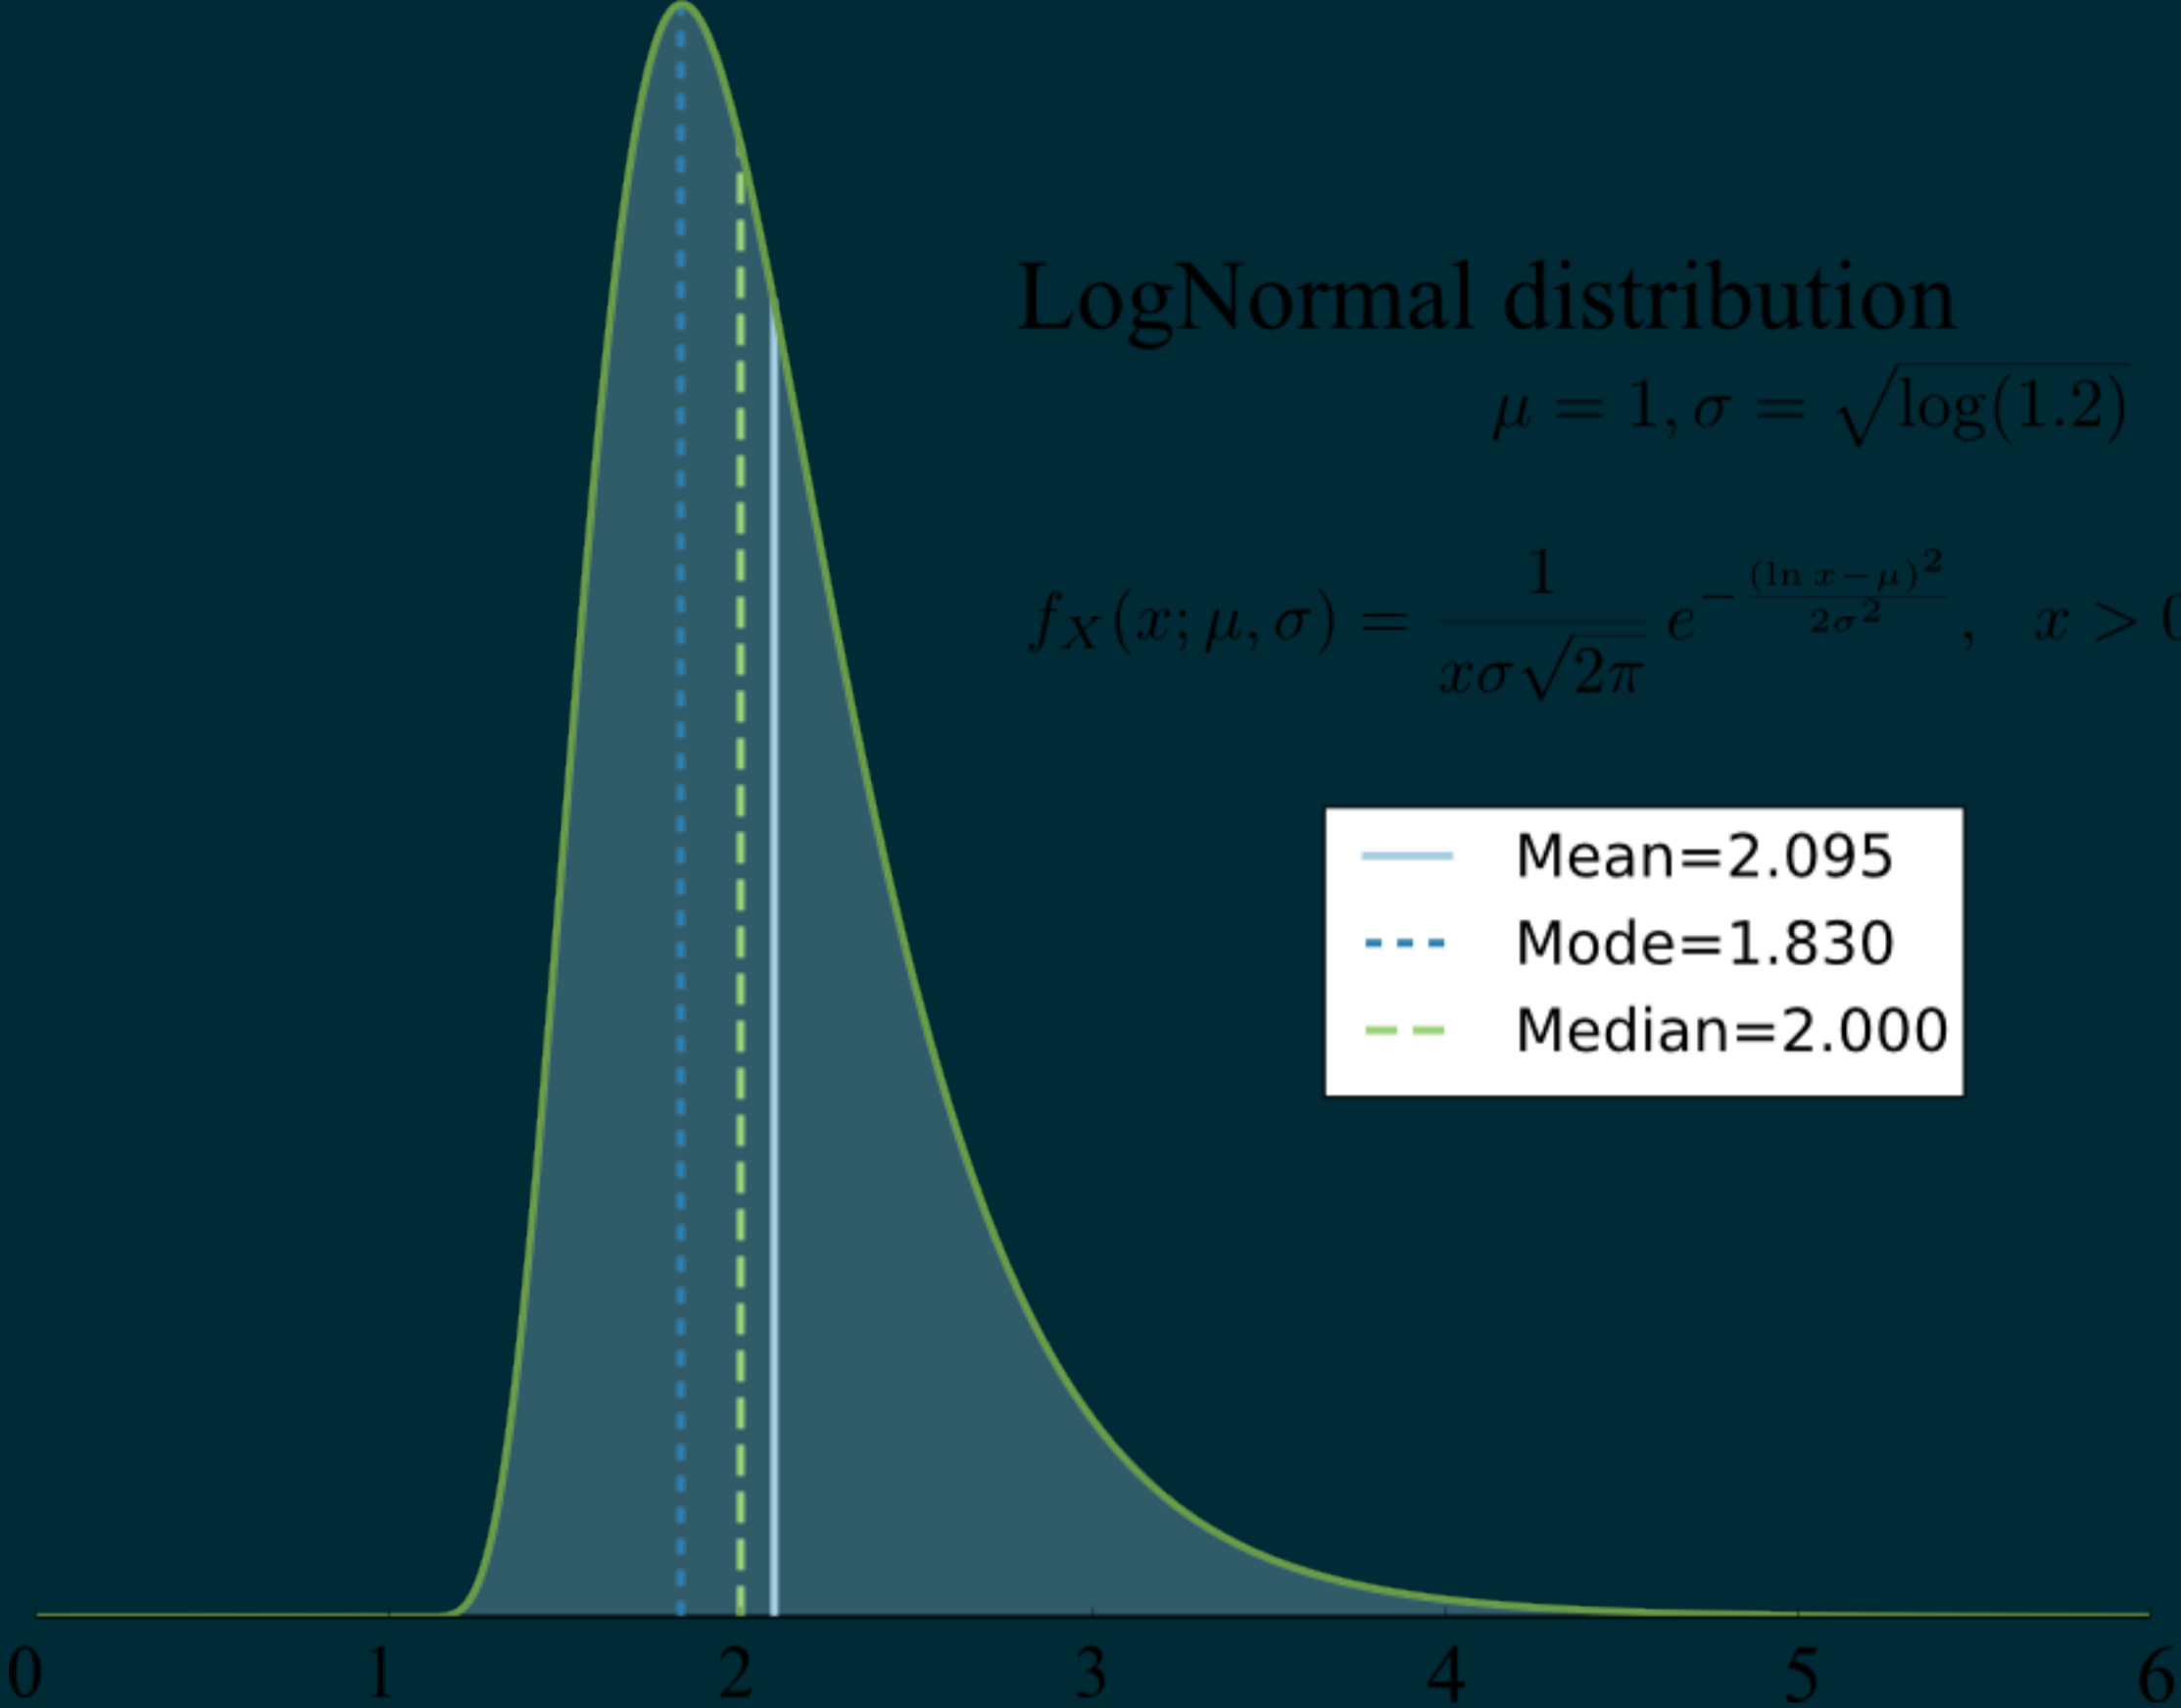 LogNormal distribution
μ = 1, σ = √log(1.2)
f_X(x; μ, σ) = 1/(xσ√2π) e^{−(ln x−μ)²/(2σ²)}, x > 0
Mean=2.095
Mode=1.830
Median=2.000
0 1 2 3 4 5 6